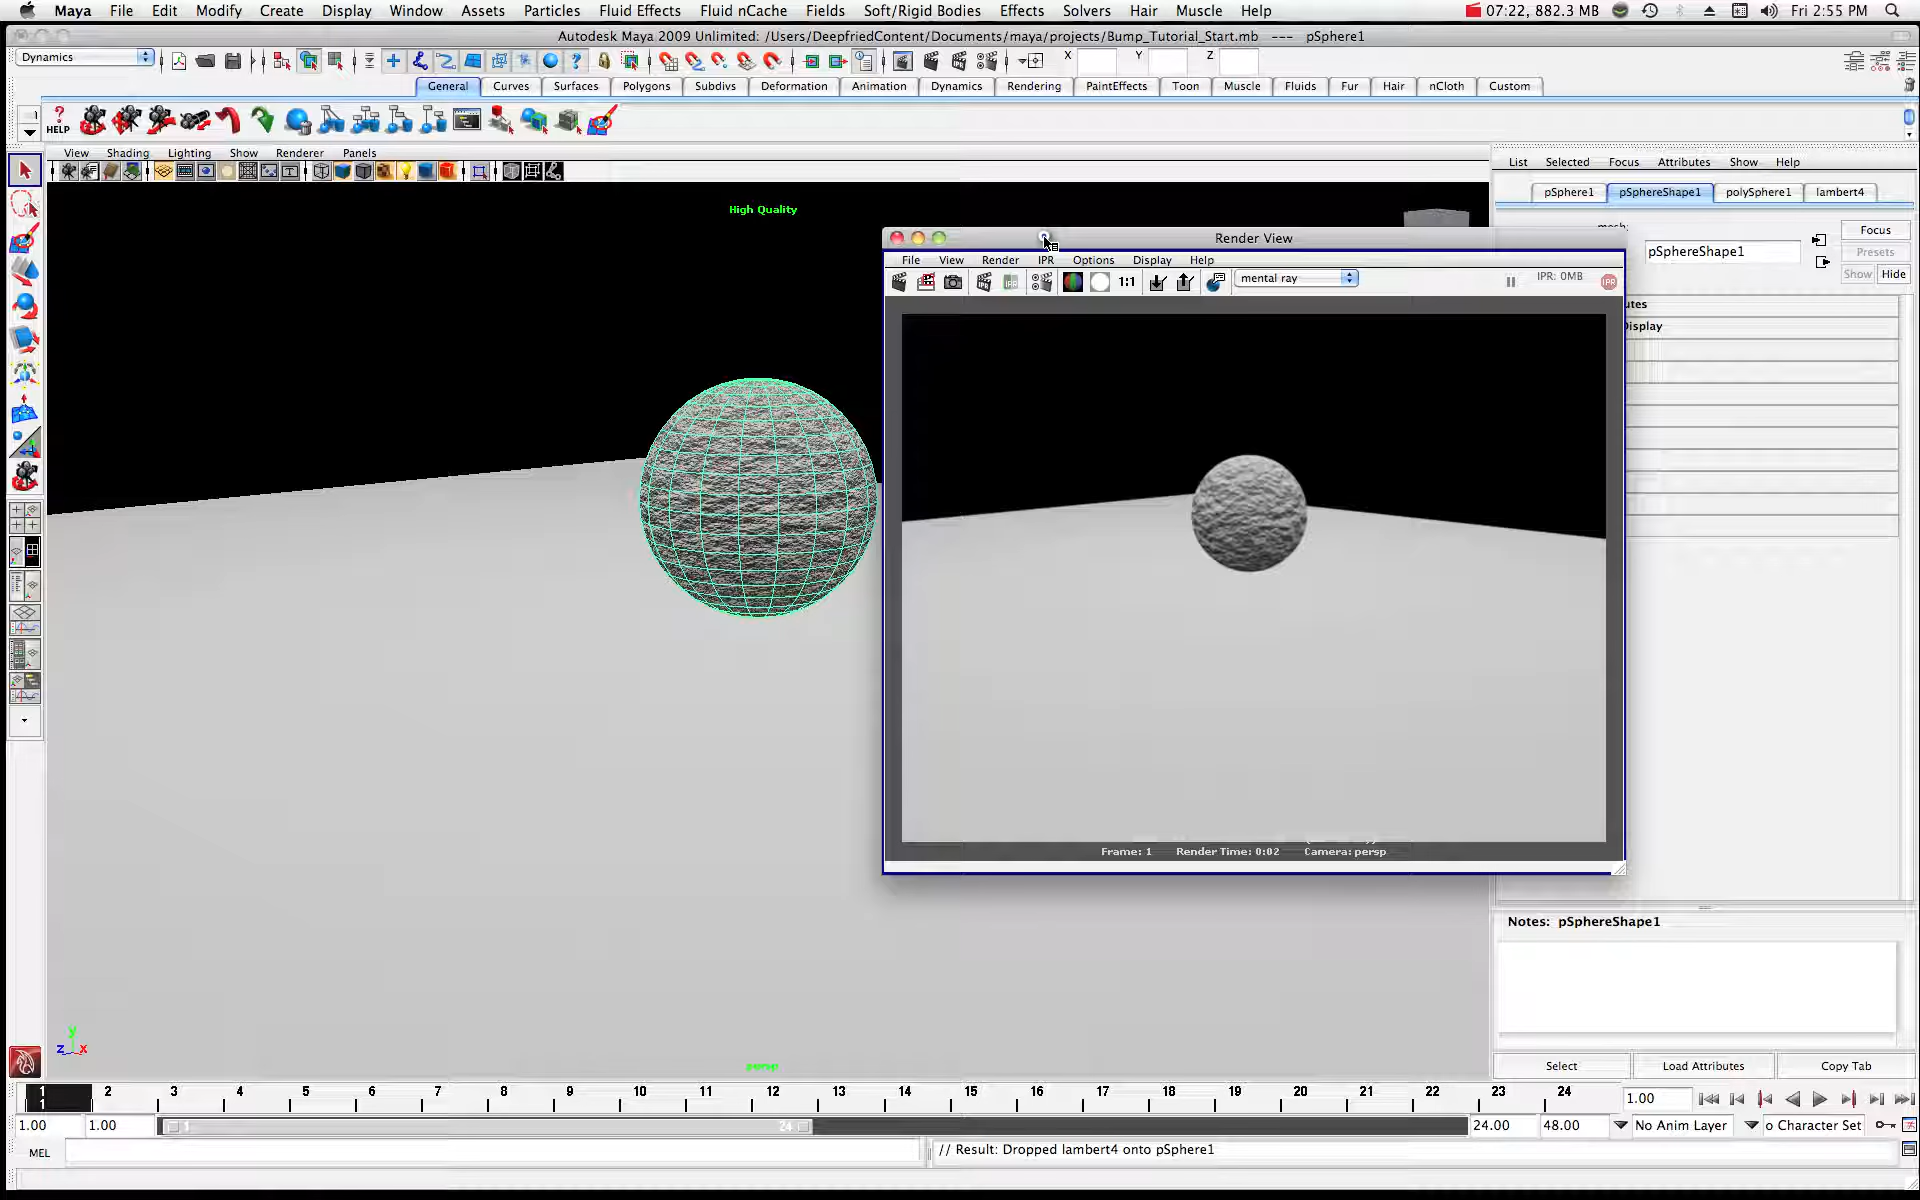 Maya File Edit Modify Create Display Window Assets Particles Fluid Effects Fluid nCache Fields Soft/Rigid Bodies Effects Solvers Hair Muscle Help 07:22, 882.3 MB Fri 2:55 PM
Autodesk Maya 2009 Unlimited: /Users/DeepfriedContent/Documents/maya/projects/Bump_Tutorial_Start.mb --- pSphere1
Dynamics X Y Z
General Curves Surfaces Polygons Subdivs Deformation Animation Dynamics Rendering PaintEffects Toon Muscle Fluids Fur Hair nCloth Custom
HELP
View Shading Lighting Show Renderer Panels
List Selected Focus Attributes Show Help
pSphere1 pSphereShape1 polySphere1 lambert4
High Quality
Focus
pSphereShape1 Presets
Show Hide
Render View
File View Render IPR Options Display Help
1:1 mental ray IPR: 0MB
utes
Display
Frame: 1 Render Time: 0:02 Camera: persp
Notes: pSphereShape1
Select Load Attributes Copy Tab
y
z x
persp
1 2 3 4 5 6 7 8 9 10 11 12 13 14 15 16 17 18 19 20 21 22 23 24 1.00
1
1.00 1.00 1 24 24.00 48.00 No Anim Layer o Character Set
MEL // Result: Dropped lambert4 onto pSphere1